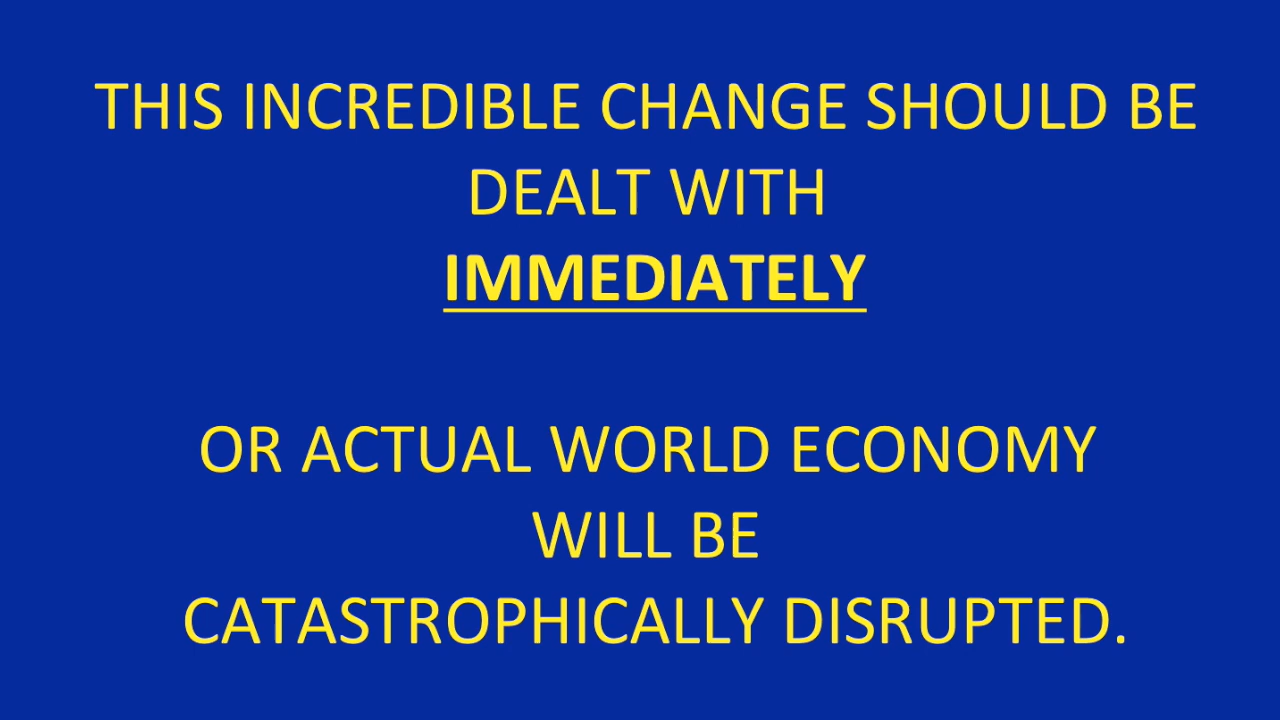 THIS INCREDIBLE CHANGE SHOULD BE
DEALT WITH
IMMEDIATELY
OR ACTUAL WORLD ECONOMY
WILL BE
CATASTROPHICALLY DISRUPTED.